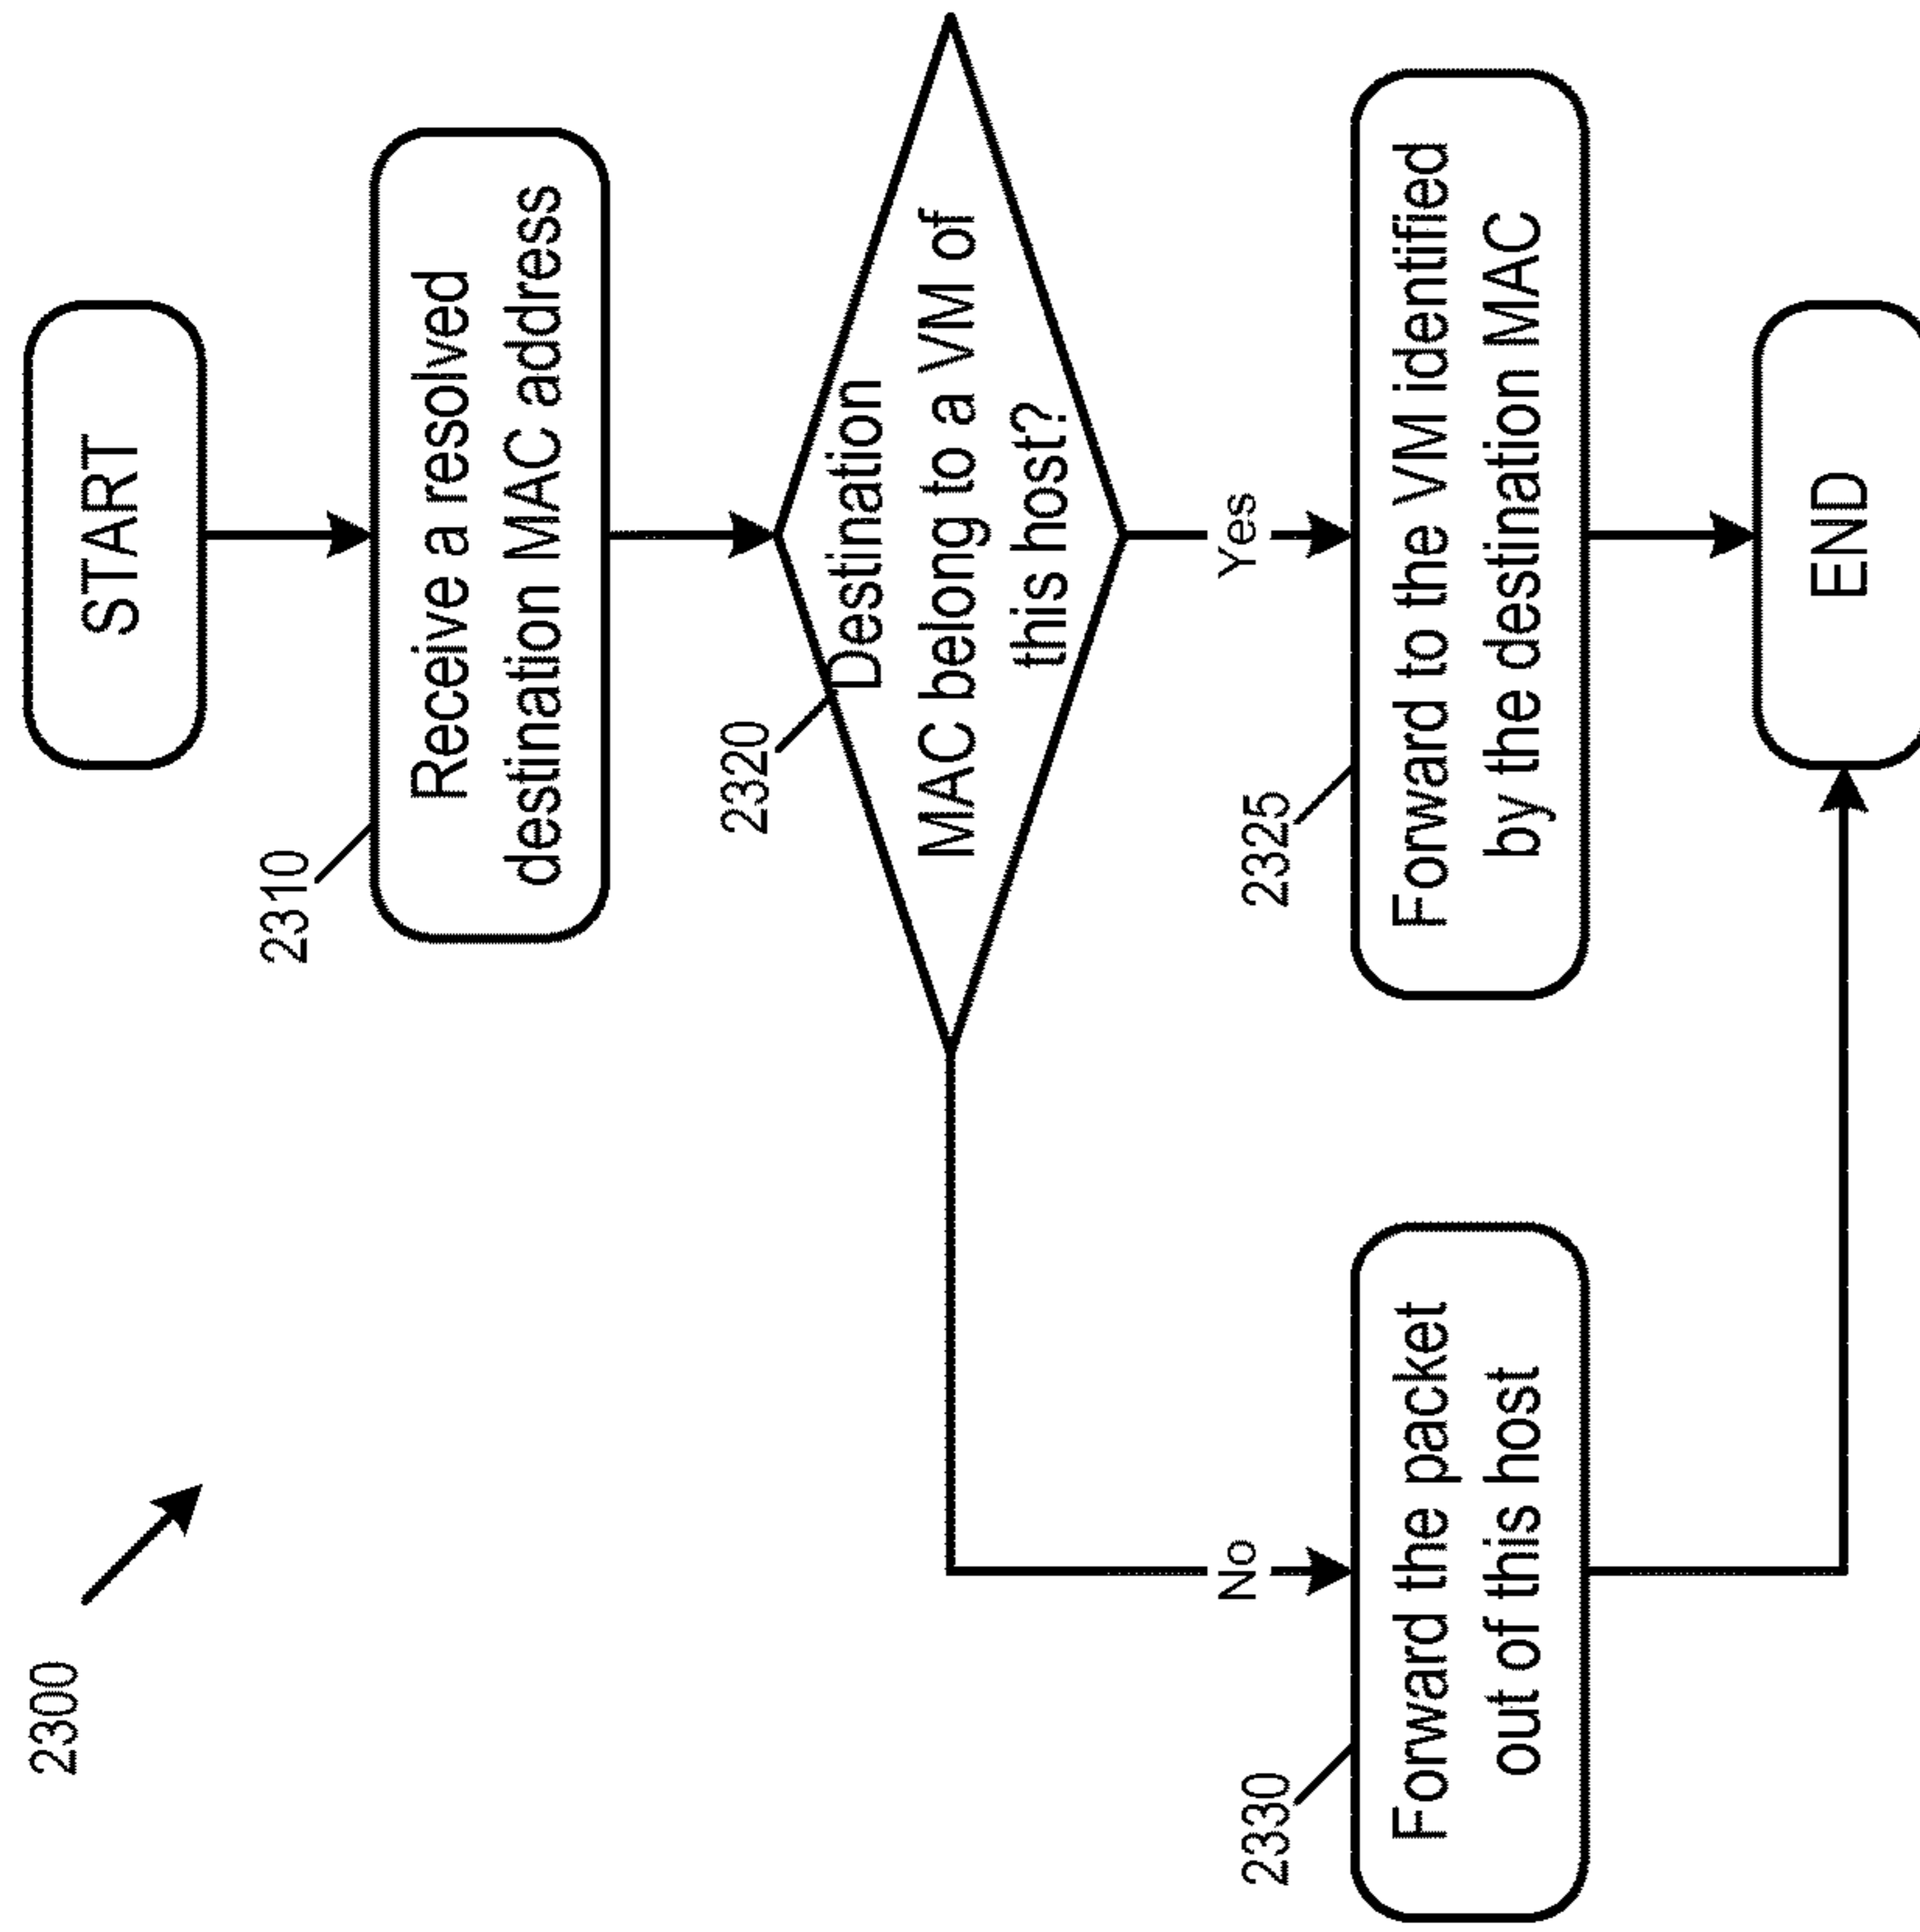 2300
START
2310
Receive a resolved
destination MAC address
2320
Destination
MAC belong to a VM of
this host?
No
Yes
2330
Forward the packet
out of this host
2325
Forward to the VM identified
by the destination MAC
END